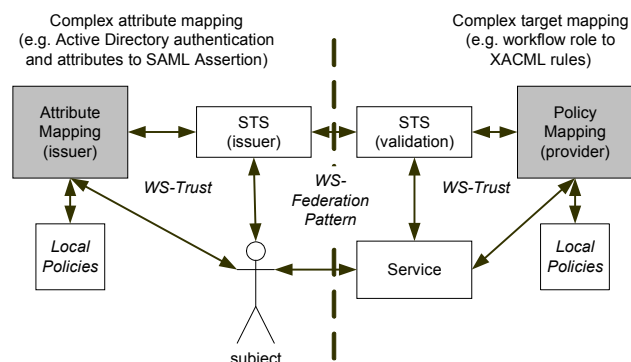 Complex attribute mapping
(e.g. Active Directory authentication
and attributes to SAML Assertion)
Complex target mapping
(e.g. workflow role to
XACML rules)
Attribute
Mapping
(issuer)
STS
(issuer)
STS
(validation)
Policy
Mapping
(provider)
WS-Trust
WS-
Federation
Pattern
WS-Trust
Local
Policies
Service
Local
Policies
subject